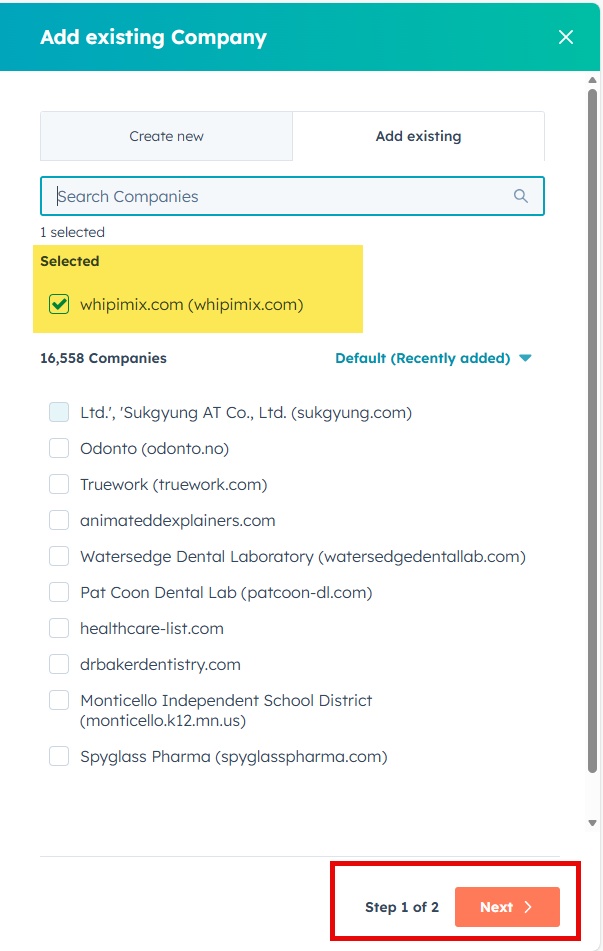 Add existing Company
Create new
Add existing
Search Companies
1 selected
Selected
whipimix.com (whipimix.com)
16,558 Companies
Default (Recently added)
Ltd.', 'Sukgyung AT Co., Ltd. (sukgyung.com)
Odonto (odonto.no)
Truework (truework.com)
animateddexplainers.com
Watersedge Dental Laboratory (watersedgedentallab.com)
Pat Coon Dental Lab (patcoon-dl.com)
healthcare-list.com
drbakerdentistry.com
Monticello Independent School District
(monticello.k12.mn.us)
Spyglass Pharma (spyglasspharma.com)
Step 1 of 2
Next